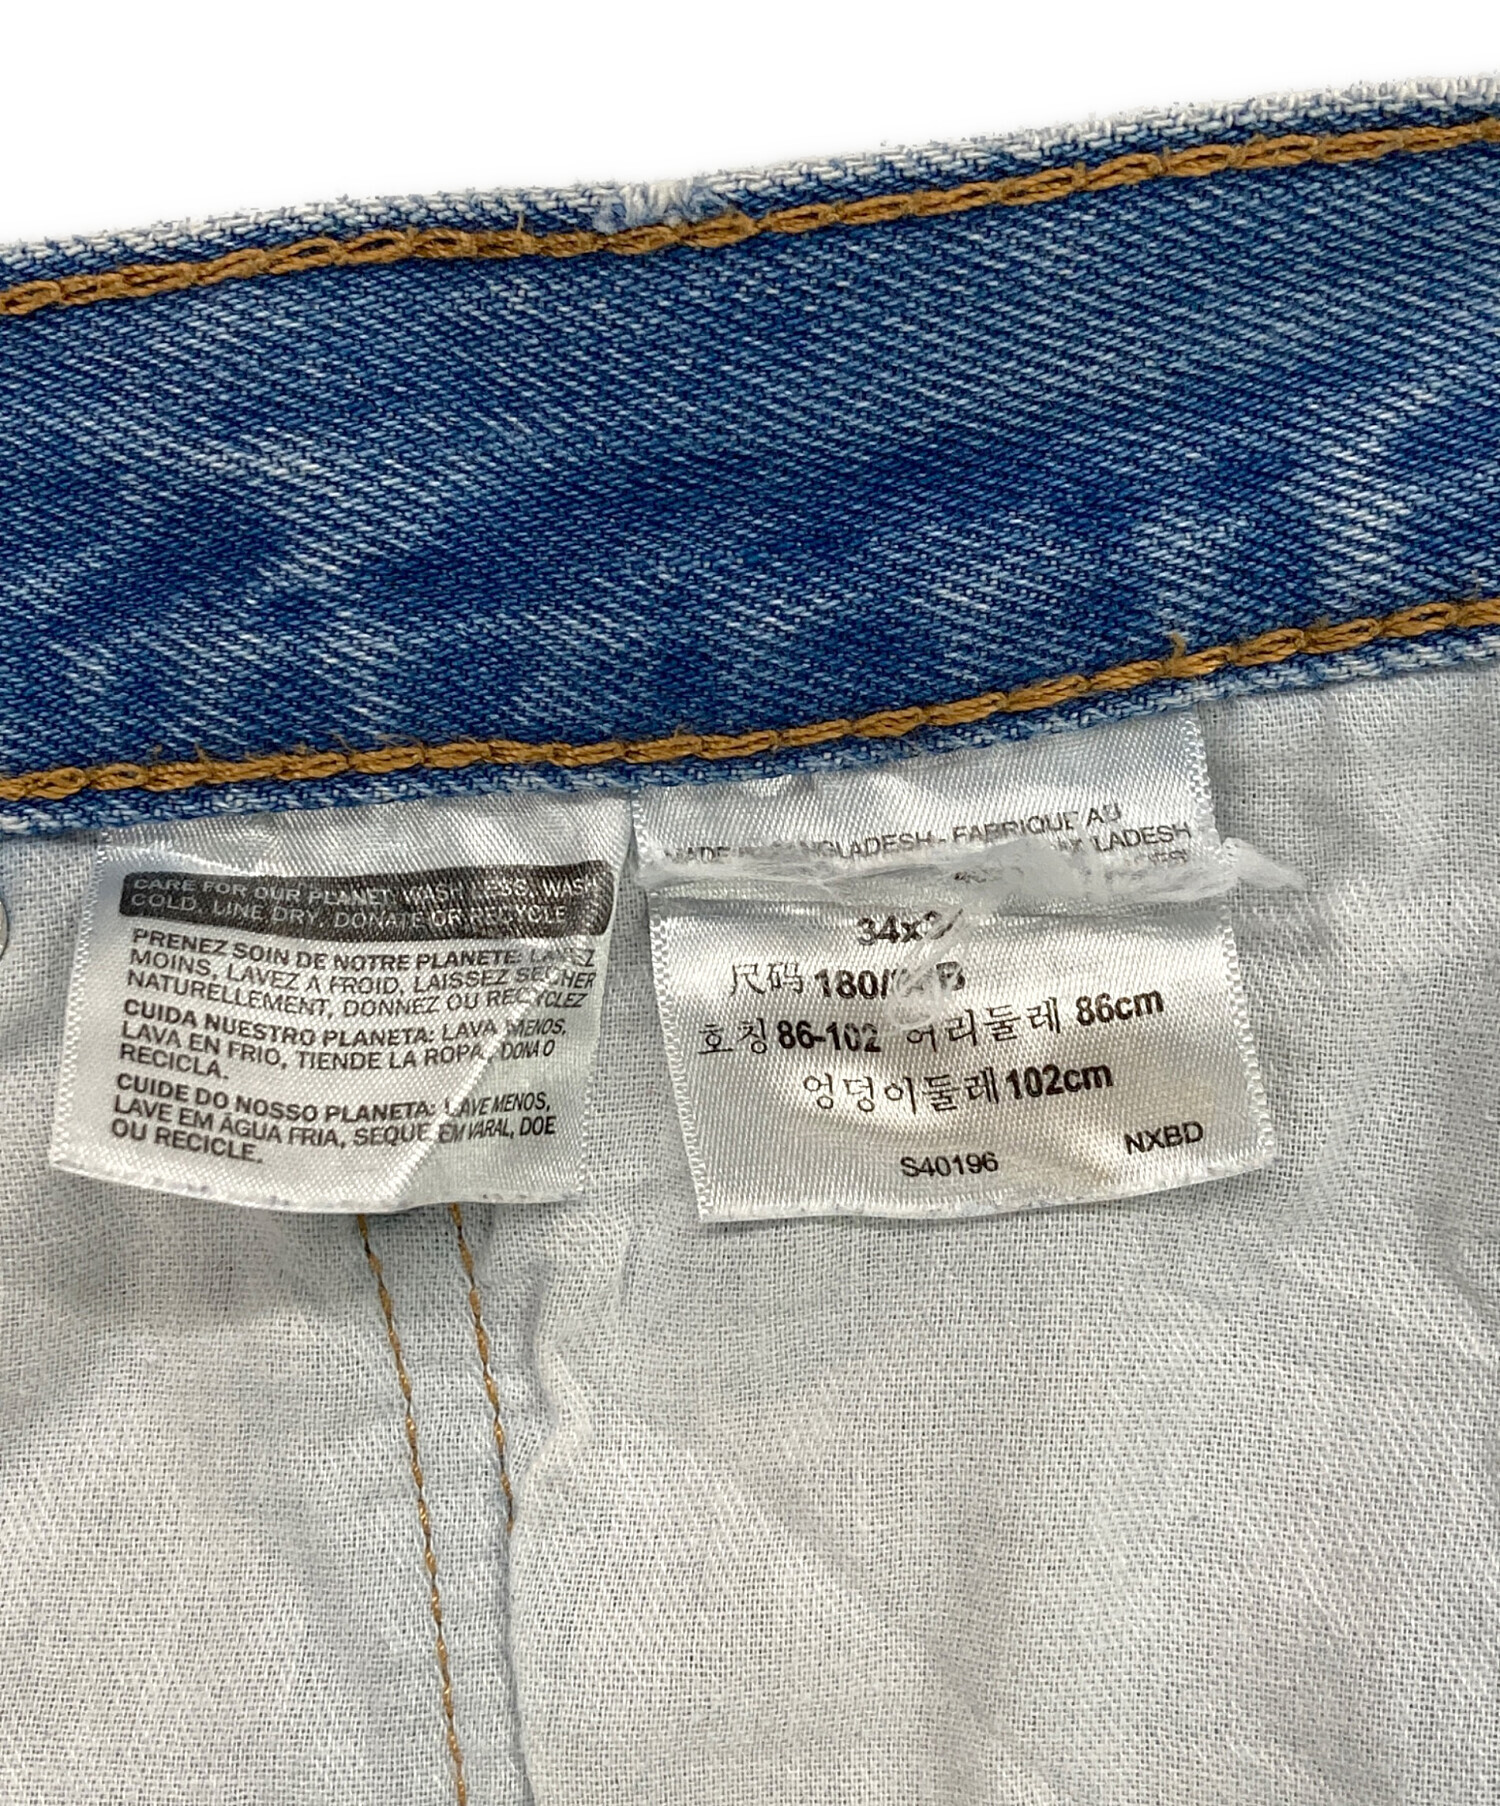 CARE FOR OUR PLANET: WASH LESS, WASH
COLD, LINE DRY, DONATE OR RECYCLE
PRENEZ SOIN DE NOTRE PLANETE: LAVEZ
MOINS, LAVEZ A FROID, LAISSEZ SECHER
NATURELLEMENT, DONNEZ OU RECYCLEZ
CUIDA NUESTRO PLANETA: LAVA MENOS,
LAVA EN FRIO, TIENDE LA ROPA, DONA O
RECICLA.
CUIDE DO NOSSO PLANETA: LAVE MENOS,
LAVE EM AGUA FRIA, SEQUE EM VARAL, DOE
OU RECICLE.
BANGLADESH - FABRIQUE AU
LADESH
尺码 180/
호칭 86-102 허리둘레 86cm
엉덩이둘레 102cm
S40196 NXBD